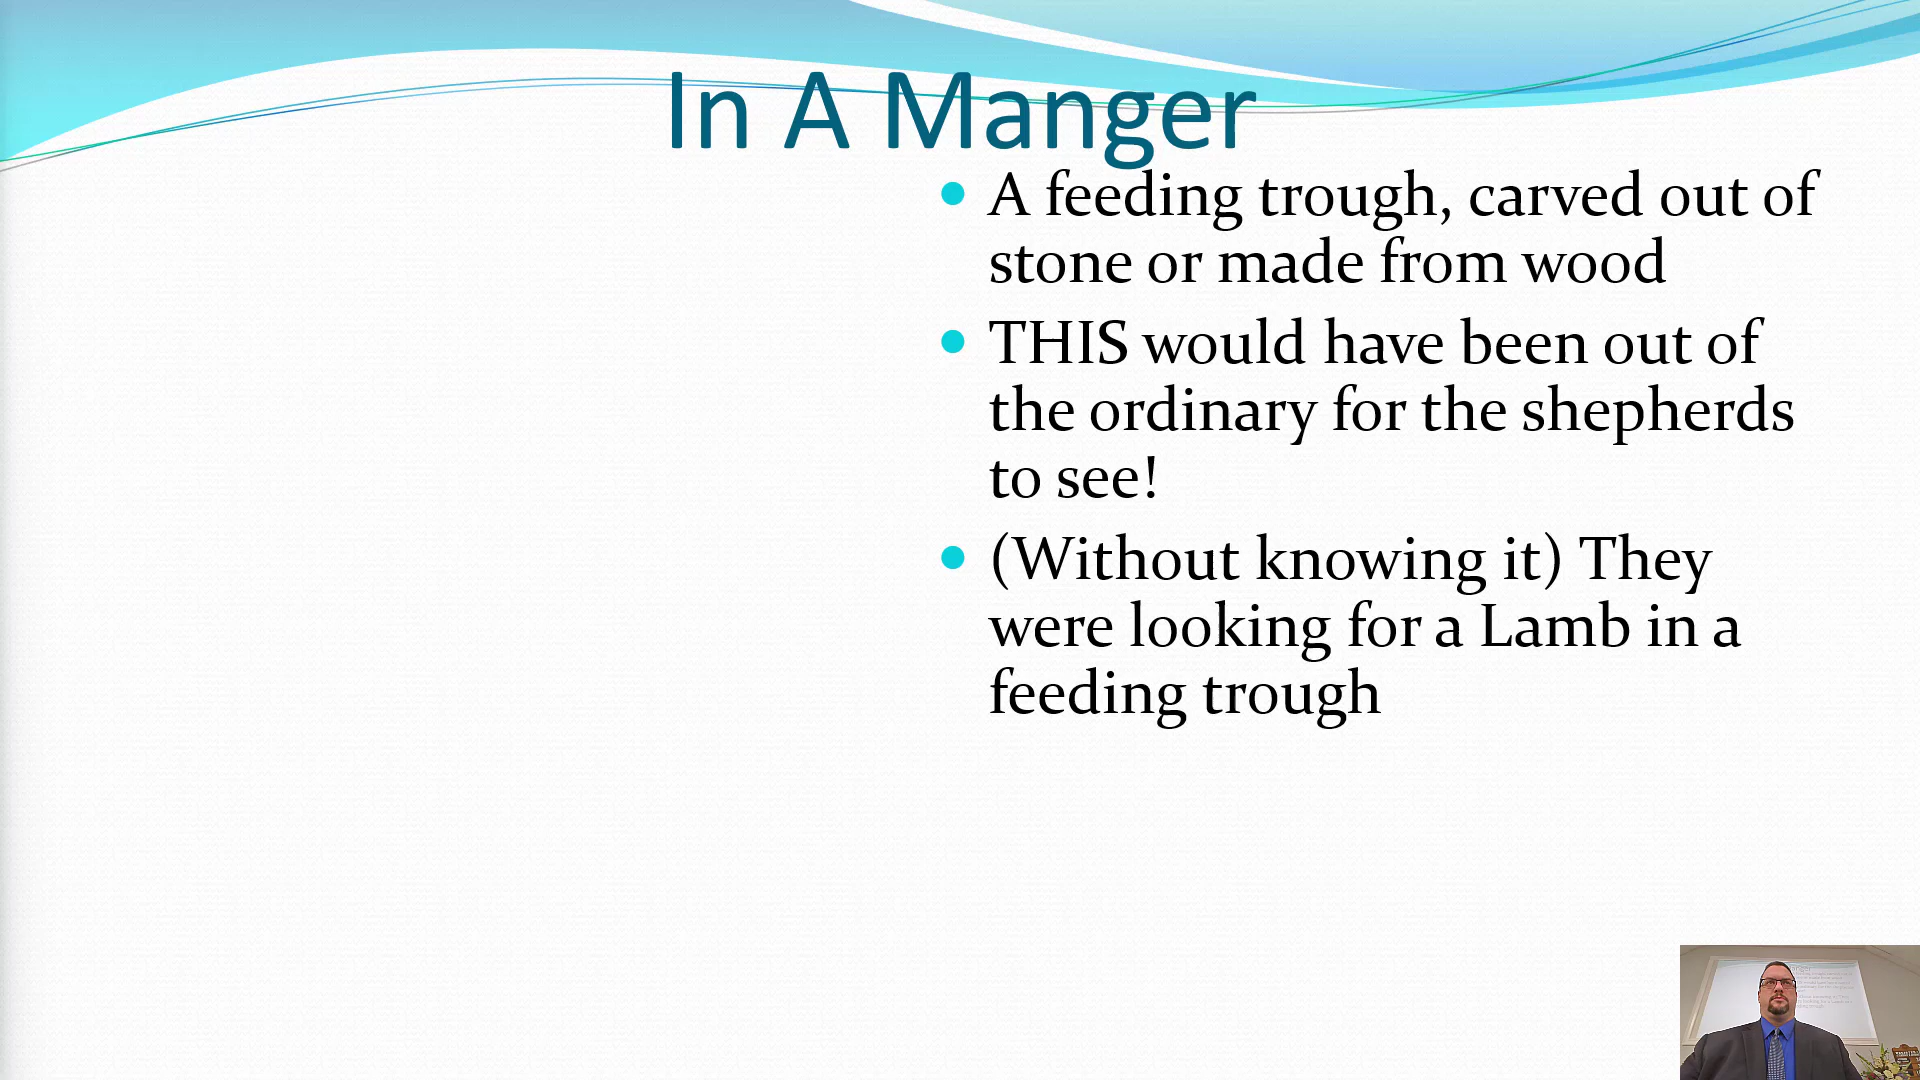 In A Manger
• A feeding trough, carved out of
stone or made from wood
• THIS would have been out of
the ordinary for the shepherds
to see!
• (Without knowing it) They
were looking for a Lamb in a
feeding trough